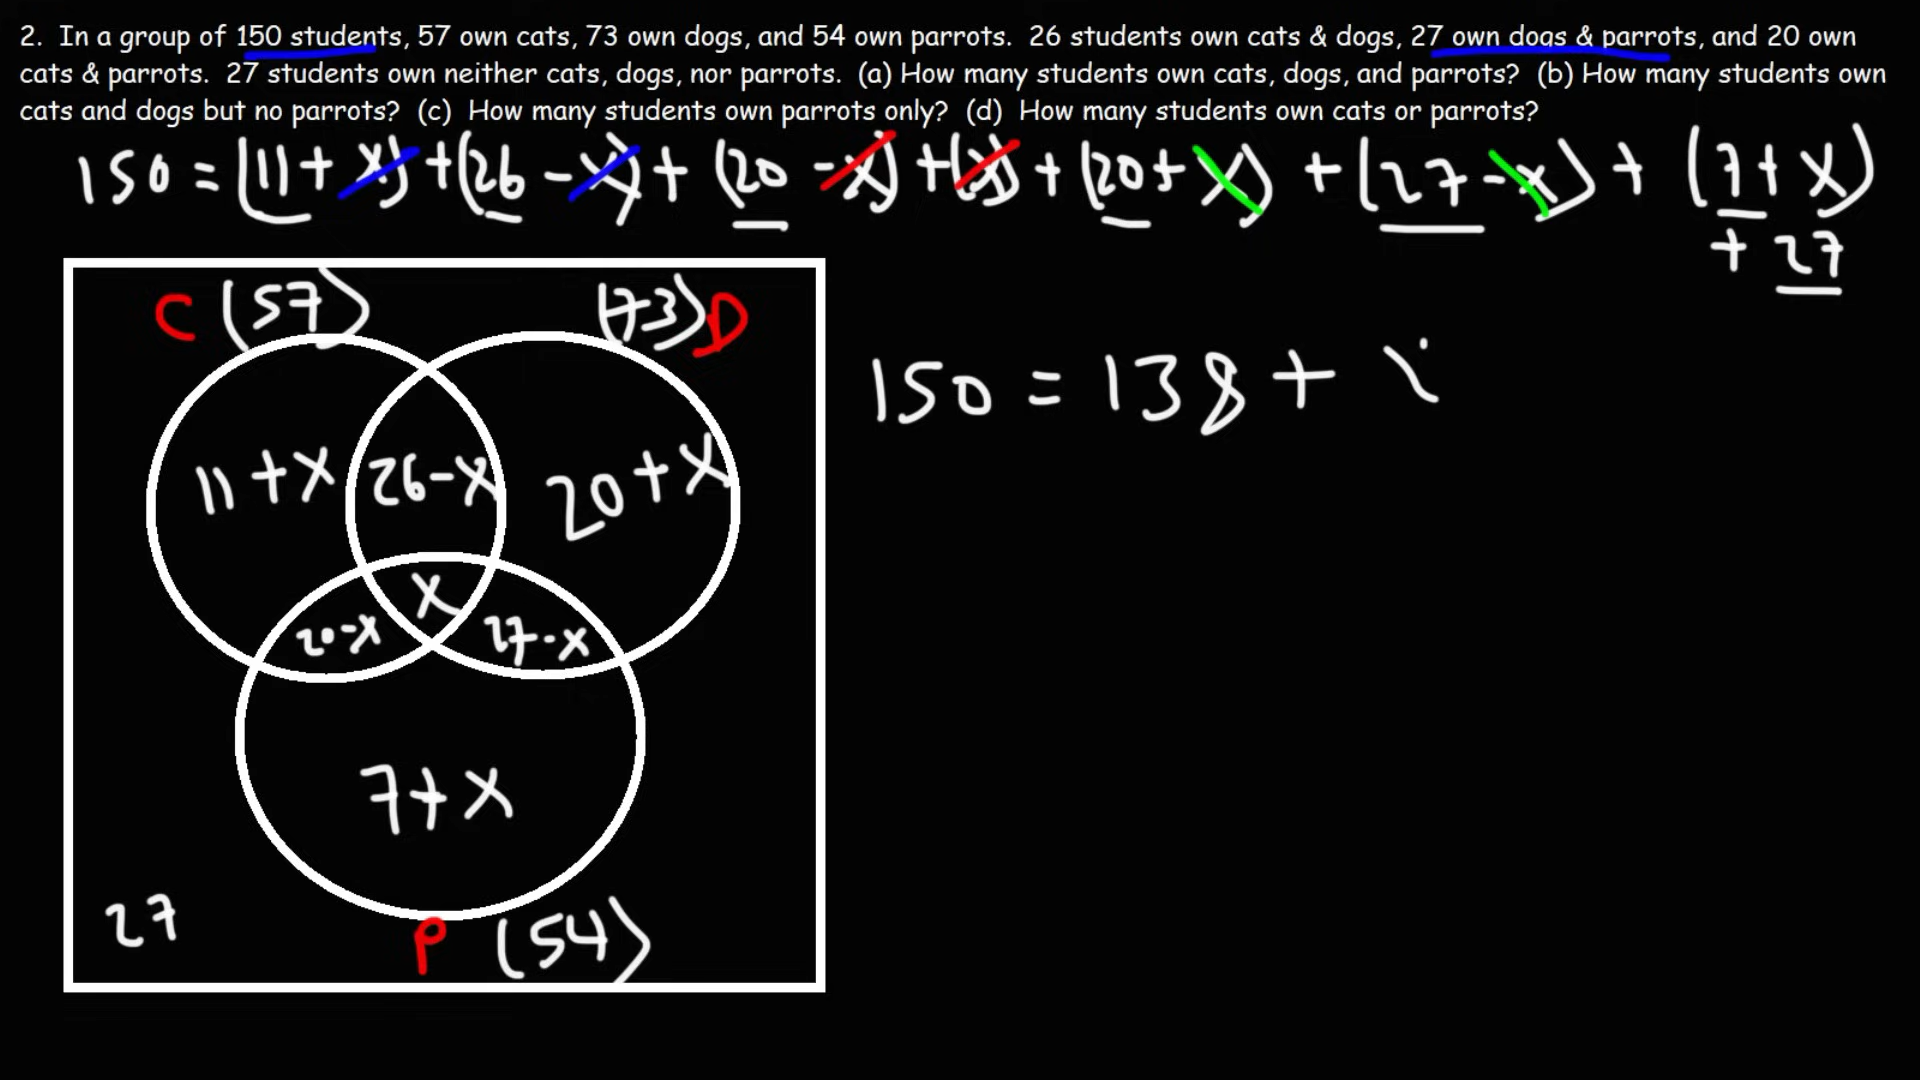 2. In a group of 150 students, 57 own cats, 73 own dogs, and 54 own parrots. 26 students own cats & dogs, 27 own dogs & parrots, and 20 own
cats & parrots. 27 students own neither cats, dogs, nor parrots. (a) How many students own cats, dogs, and parrots? (b) How many students own
cats and dogs but no parrots? (c) How many students own parrots only? (d) How many students own cats or parrots?
150 = (11 + x) + (26 - x) + (20 - x) + (x) + (20 + x) + (27 - x) + (7 + x)
+ 27
C (57) (73) D
150 = 138 +
11 + x 26 - x 20 + x
x
20 - x 27 - x
7 + x
27
P (54)